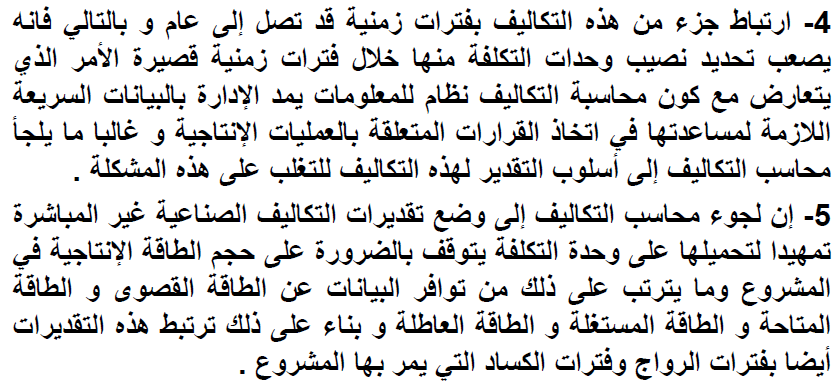 4- ارتباط جزء من هذه التكاليف بفترات زمنية قد تصل إلى عام و بالتالي فانه
يصعب تحديد نصيب وحدات التكلفة منها خلال فترات زمنية قصيرة الأمر الذي
يتعارض مع كون محاسبة التكاليف نظام للمعلومات يمد الإدارة بالبيانات السريعة
اللازمة لمساعدتها في اتخاذ القرارات المتعلقة بالعمليات الإنتاجية و غالبا ما يلجأ
محاسب التكاليف إلى أسلوب التقدير لهذه التكاليف للتغلب على هذه المشكلة .
5- إن لجوء محاسب التكاليف إلى وضع تقديرات التكاليف الصناعية غير المباشرة
تمهيدا لتحميلها على وحدة التكلفة يتوقف بالضرورة على حجم الطاقة الإنتاجية في
المشروع وما يترتب على ذلك من توافر البيانات عن الطاقة القصوى و الطاقة
المتاحة و الطاقة المستغلة و الطاقة العاطلة و بناء على ذلك ترتبط هذه التقديرات
أيضا بفترات الرواج وفترات الكساد التي يمر بها المشروع .